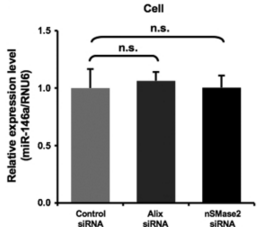 Cell
n.s.
n.s.
Relative expression level
(miR-146a/RNU6)
1.5
1.0
0.5
0.0
Control
siRNA
Alix
siRNA
nSMase2
siRNA